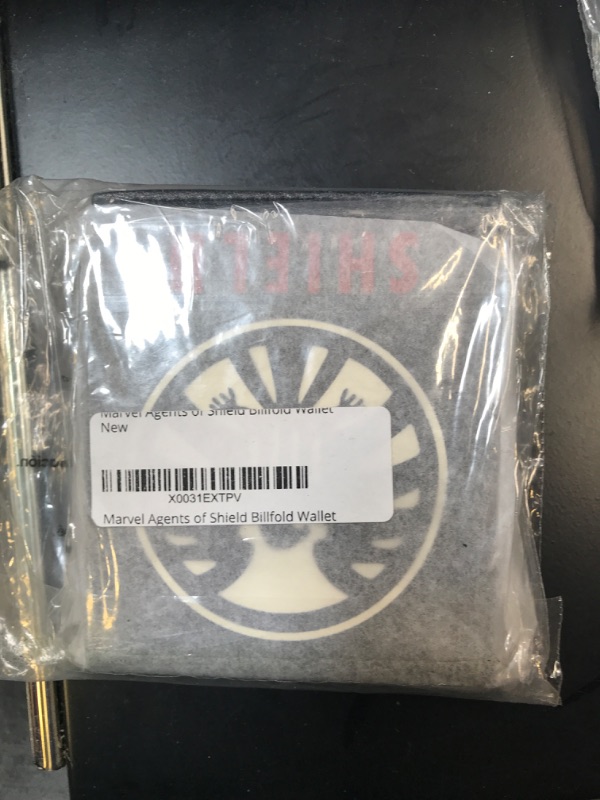 SHIELD
Marvel Agents of Shield Billfold Wallet
New
X0031EXTPV
Marvel Agents of Shield Billfold Wallet